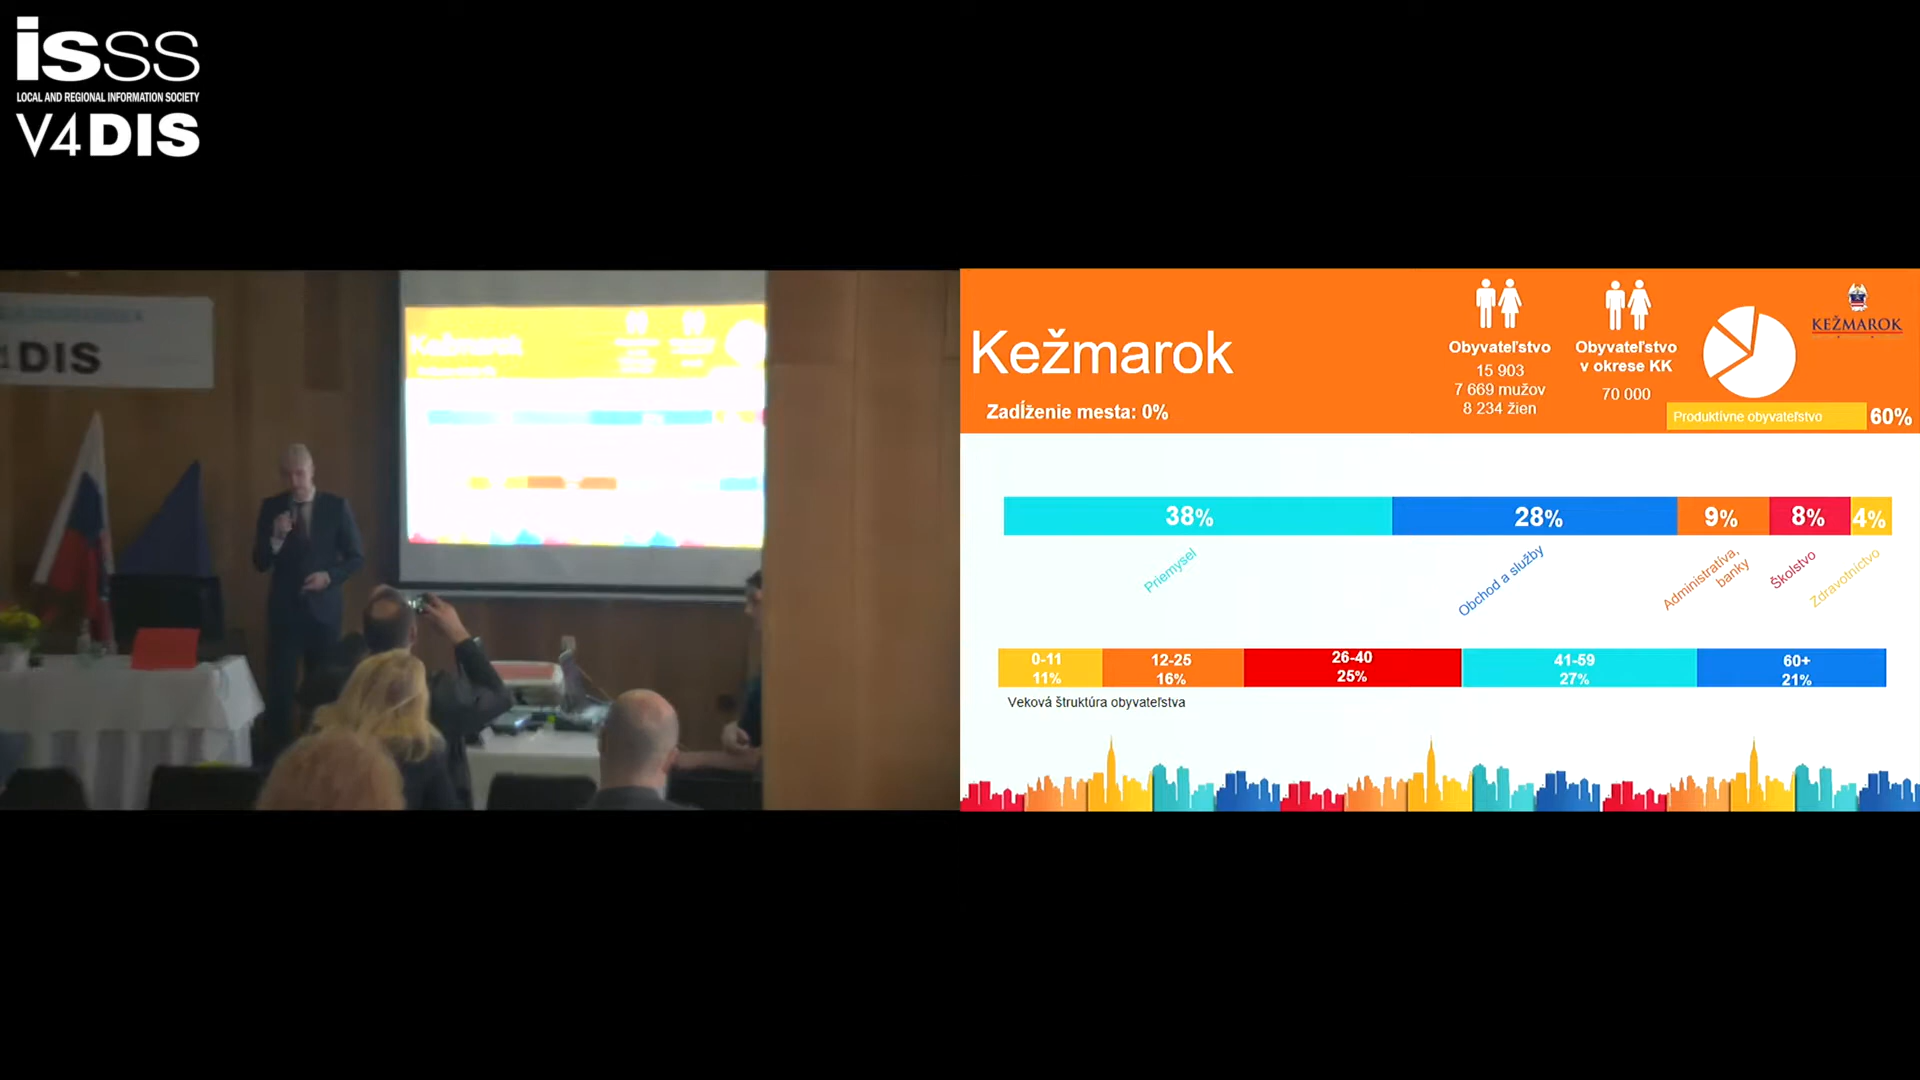 isss
LOCAL AND REGIONAL INFORMATION SOCIETY
V4DIS
DIS
Kežmarok
Kežmarok
Zadĺženie mesta: 0%
Obyvateľstvo
15 903
7 669 mužov
8 234 žien
Obyvateľstvo
v okrese KK
70 000
KEŽMAROK
Produktívne obyvateľstvo
60%
38%
28%
9%
8%
4%
Priemysel
Obchod a služby
Administratíva,
banky
Školstvo
Zdravotníctvo
0-11
11%
12-25
16%
26-40
25%
41-59
27%
60+
21%
Veková štruktúra obyvateľstva